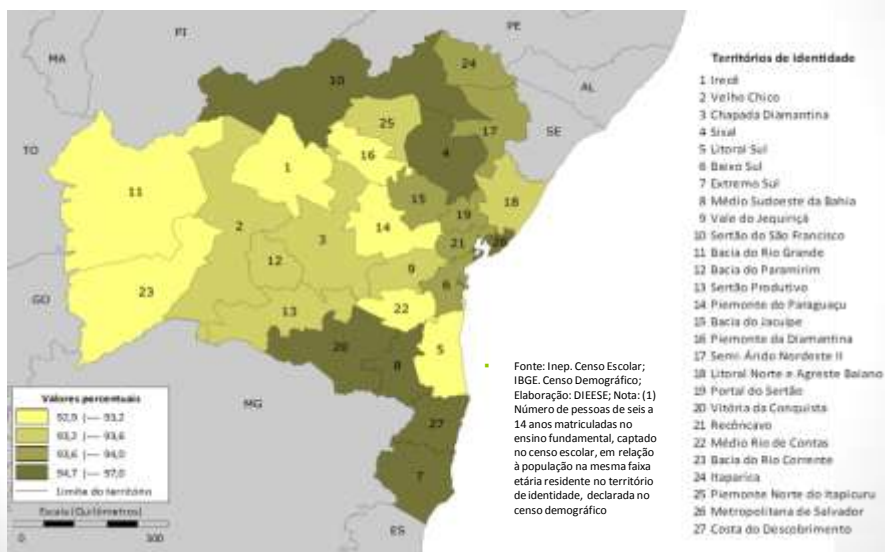 PI
PE
MA
AL
SE
TO
GO
MG
ES
10
24
25
17
4
16
1
11
15
18
2
3
14
19
21
26
12
9
6
23
13
22
5
20
8
27
7
Valores percentuais
92,9 |---- 93,2
93,2 |---- 93,6
93,6 |---- 94,0
94,7 |---- 97,0
Limite do território
Escala (Quilômetros)
0 300
Fonte: Inep. Censo Escolar;
IBGE. Censo Demográfico;
Elaboração: DIEESE; Nota: (1)
Número de pessoas de seis a
14 anos matriculadas no
ensino fundamental, captado
no censo escolar, em relação
à população na mesma faixa
etária residente no território
de identidade, declarada no
censo demográfico
Territórios de identidade
1 Irecê
2 Velho Chico
3 Chapada Diamantina
4 Sisal
5 Litoral Sul
6 Baixo Sul
7 Extremo Sul
8 Médio Sudoeste da Bahia
9 Vale do Jequiriçá
10 Sertão do São Francisco
11 Bacia do Rio Grande
12 Bacia do Paramirim
13 Sertão Produtivo
14 Piemonte do Paraguaçu
15 Bacia do Jacuípe
16 Piemonte da Diamantina
17 Semi-Árido Nordeste II
18 Litoral Norte e Agreste Baiano
19 Portal do Sertão
20 Vitória da Conquista
21 Recôncavo
22 Médio Rio de Contas
23 Bacia do Rio Corrente
24 Itaparica
25 Piemonte Norte do Itapicuru
26 Metropolitana de Salvador
27 Costa do Descobrimento